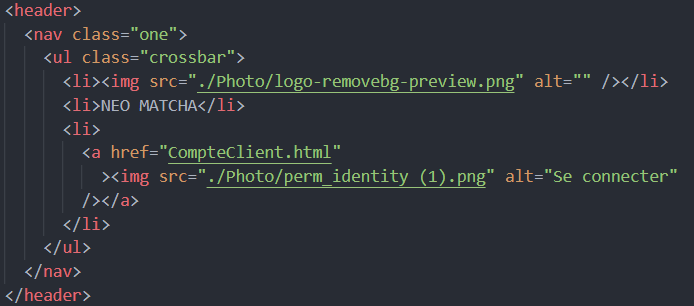 <header>
<nav class="one">
<ul class="crossbar">
<li><img src="./Photo/logo-removebg-preview.png" alt="" /></li>
<li>NEO MATCHA</li>
<li>
<a href="CompteClient.html"
><img src="./Photo/perm_identity (1).png" alt="Se connecter"
/></a>
</li>
</ul>
</nav>
</header>